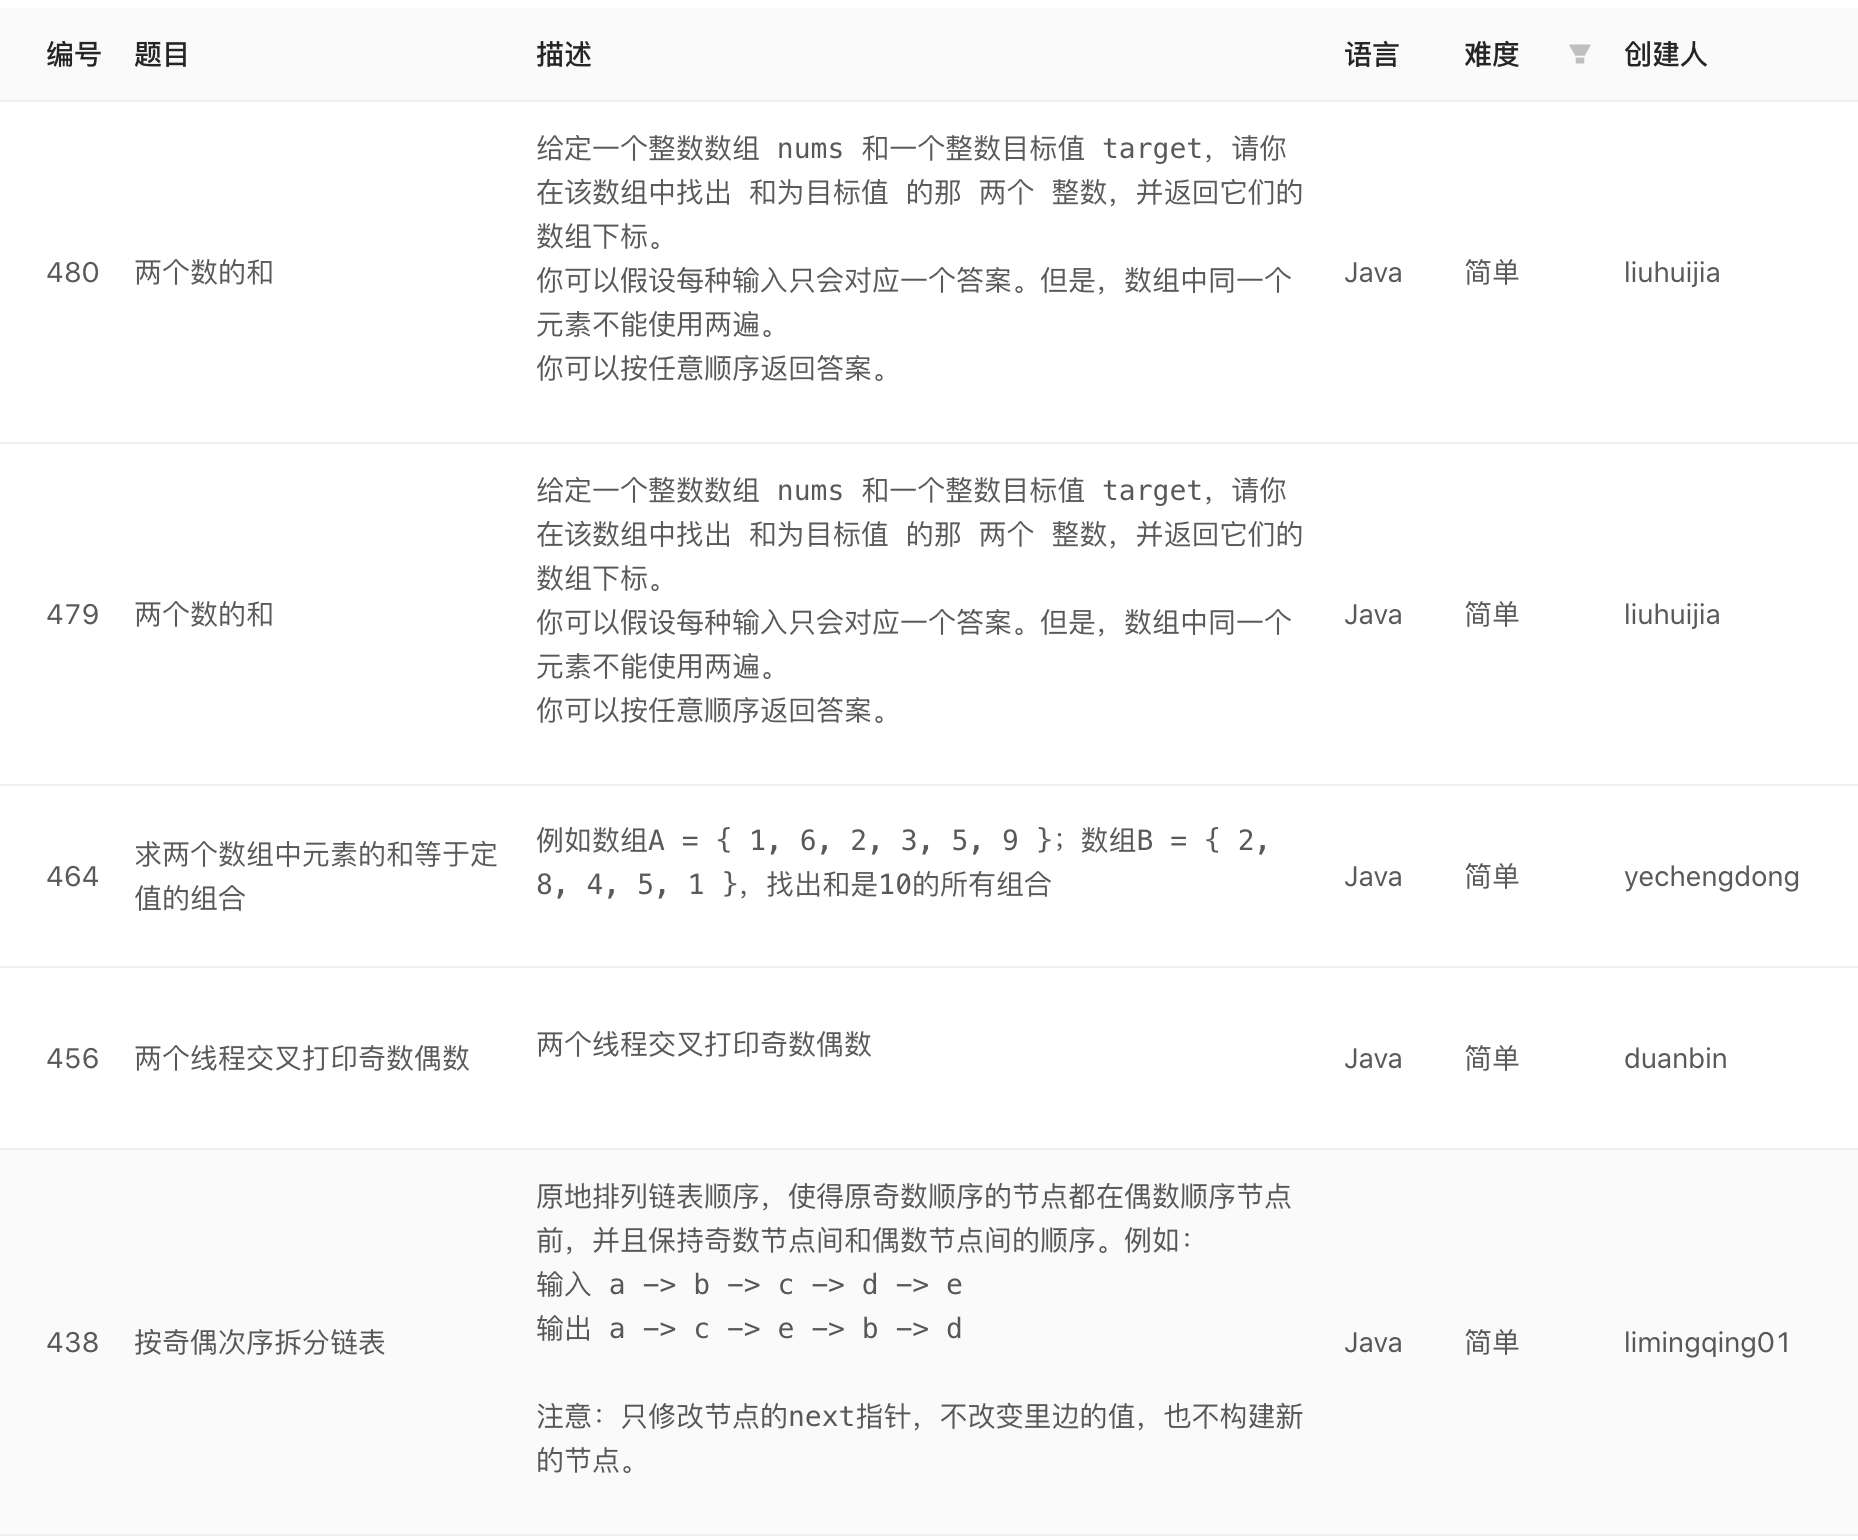 编号 题目 描述 语言 难度 创建人
480 两个数的和
给定一个整数数组 nums 和一个整数目标值 target，请你
在该数组中找出 和为目标值 的那 两个 整数，并返回它们的
数组下标。
你可以假设每种输入只会对应一个答案。但是，数组中同一个
元素不能使用两遍。
你可以按任意顺序返回答案。
Java 简单 liuhuijia
479 两个数的和
给定一个整数数组 nums 和一个整数目标值 target，请你
在该数组中找出 和为目标值 的那 两个 整数，并返回它们的
数组下标。
你可以假设每种输入只会对应一个答案。但是，数组中同一个
元素不能使用两遍。
你可以按任意顺序返回答案。
Java 简单 liuhuijia
464
求两个数组中元素的和等于定
值的组合
例如数组A = { 1, 6, 2, 3, 5, 9 }；数组B = { 2,
8, 4, 5, 1 }，找出和是10的所有组合
Java 简单 yechengdong
456 两个线程交叉打印奇数偶数 两个线程交叉打印奇数偶数 Java 简单 duanbin
438 按奇偶次序拆分链表
原地排列链表顺序，使得原奇数顺序的节点都在偶数顺序节点
前，并且保持奇数节点间和偶数节点间的顺序。例如：
输入 a −> b −> c −> d −> e
输出 a −> c −> e −> b −> d
注意：只修改节点的next指针，不改变里边的值，也不构建新
的节点。
Java 简单 limingqing01